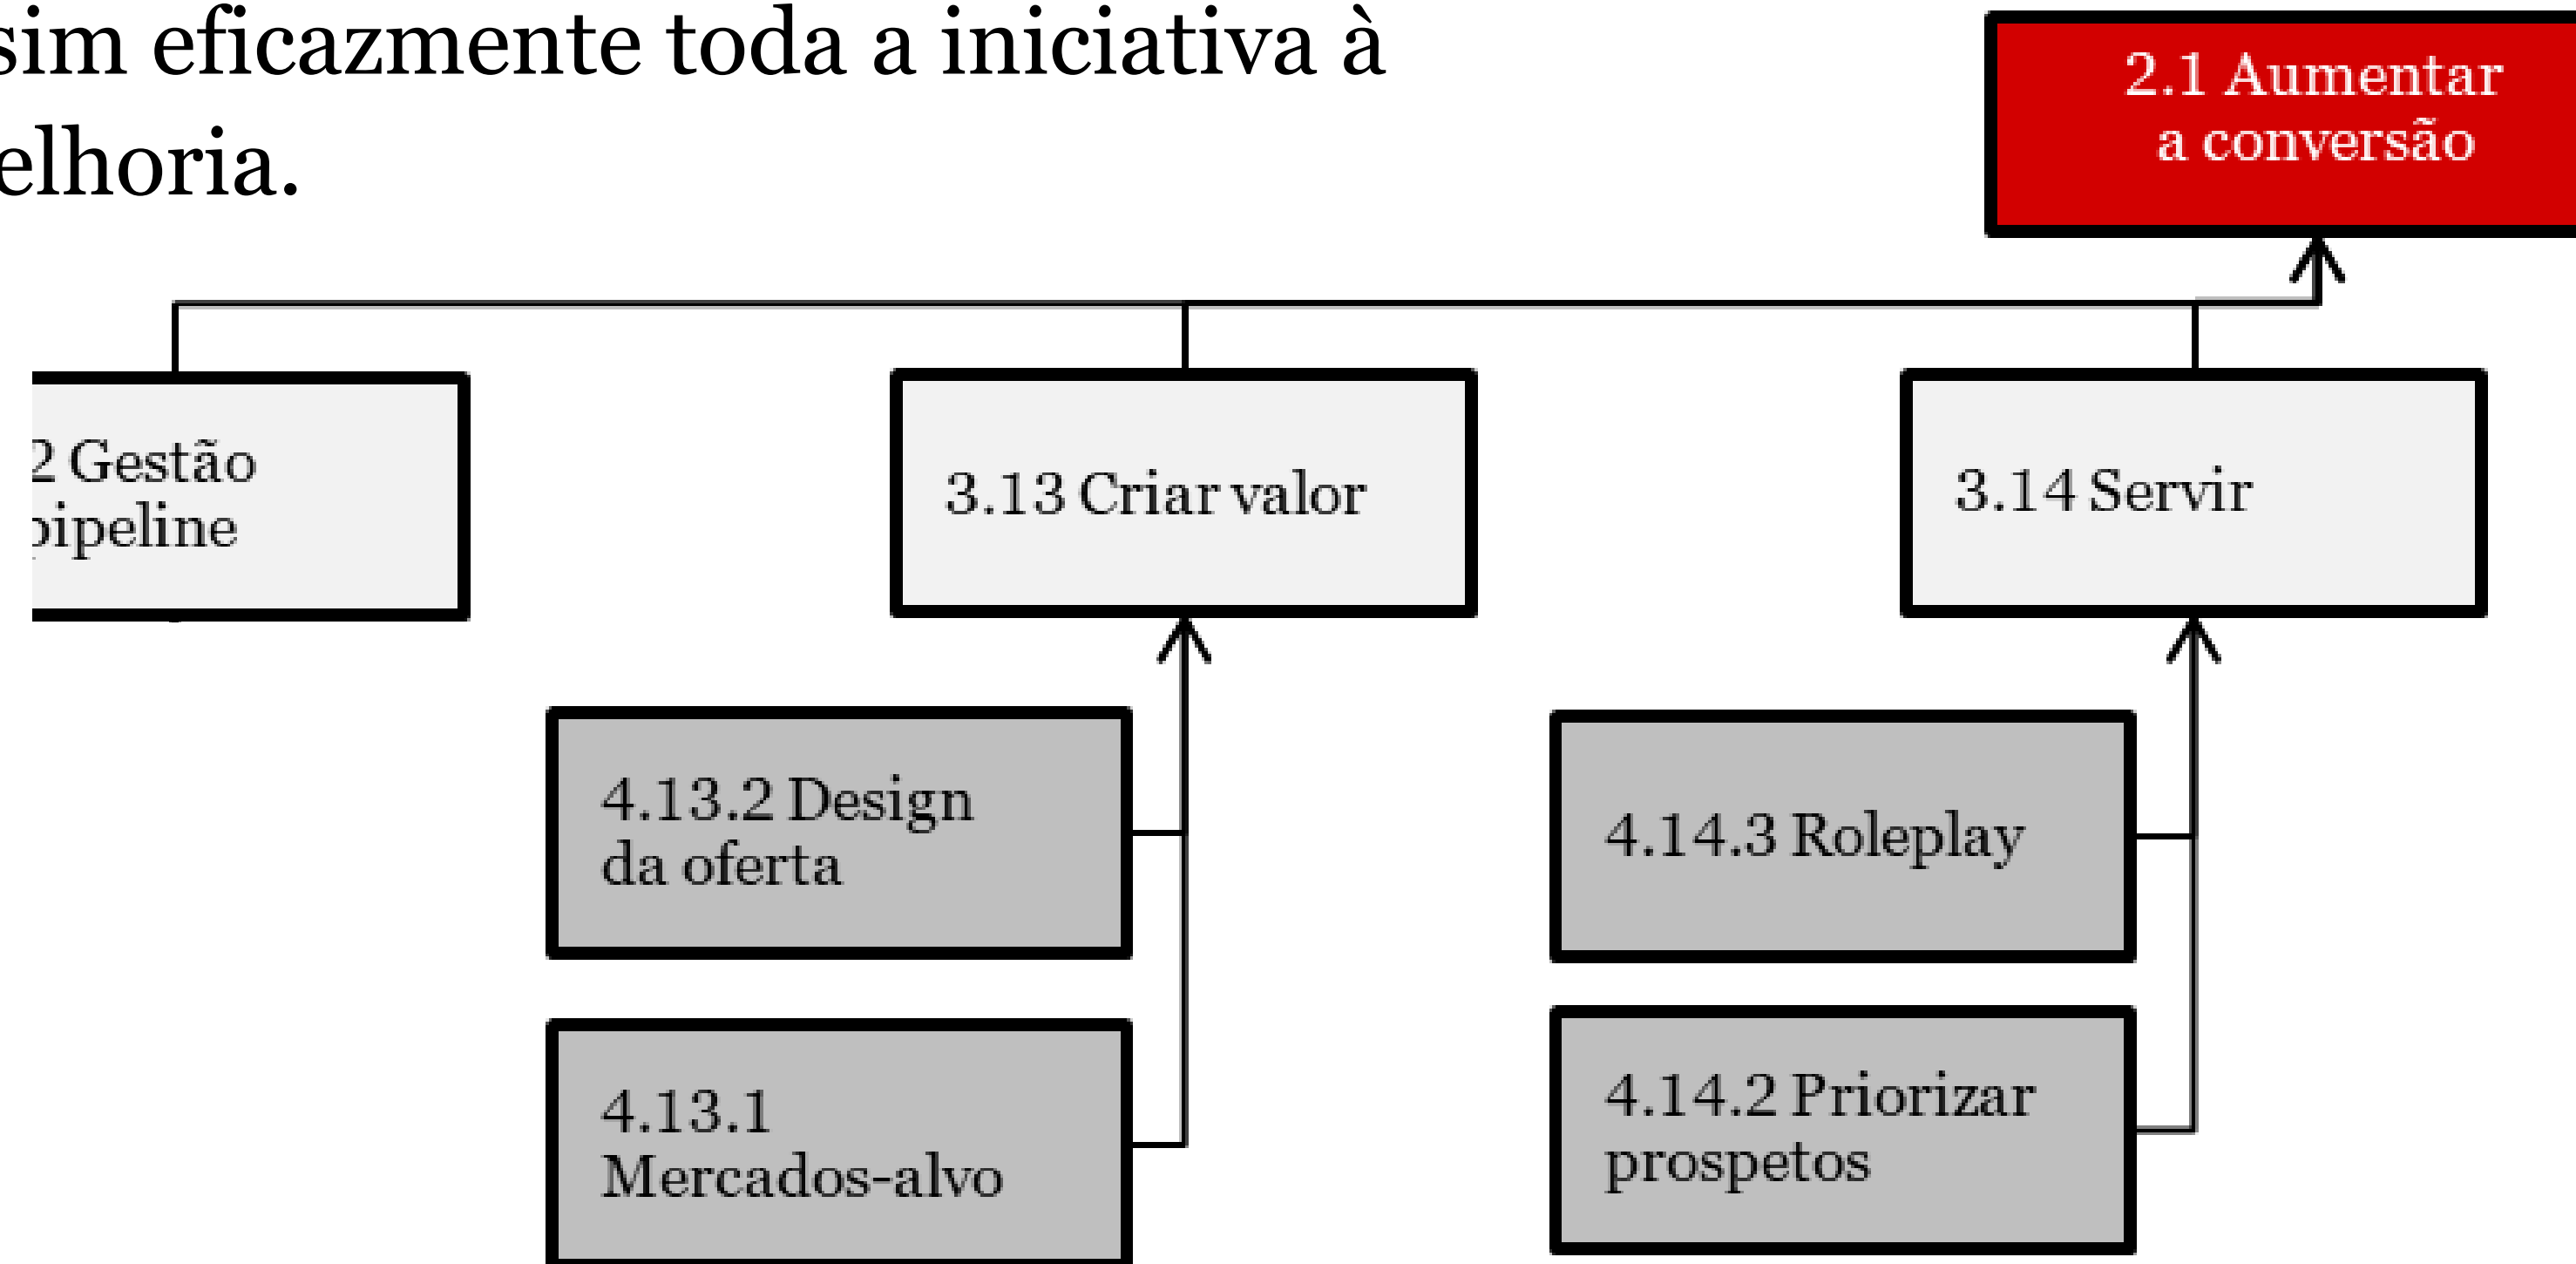 sim eficazmente toda a iniciativa à
elhoria.
2.1 Aumentar
a conversão
2 Gestão
pipeline
3.13 Criar valor
3.14 Servir
4.13.2 Design
da oferta
4.14.3 Roleplay
4.13.1
Mercados-alvo
4.14.2 Priorizar
prospetos